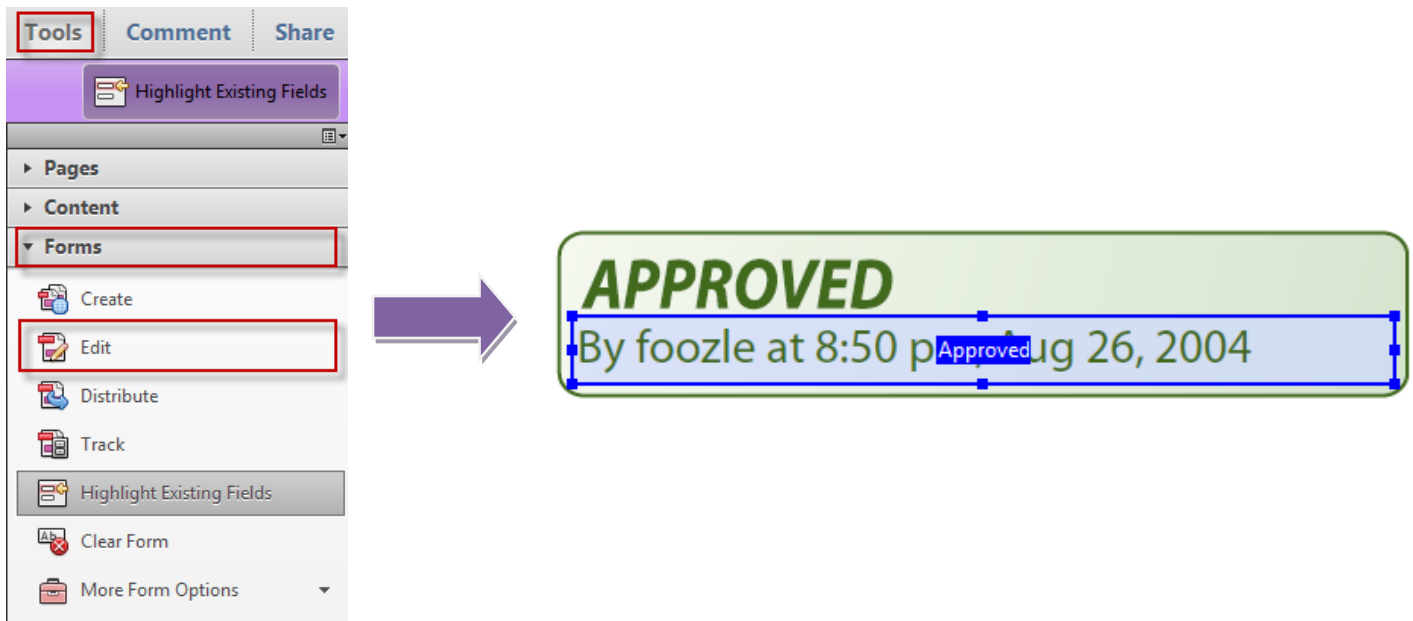 Tools Comment Share
Highlight Existing Fields
Pages
Content
Forms
Create
Edit
Distribute
Track
Highlight Existing Fields
Clear Form
More Form Options
APPROVED
By foozle at 8:50 p Approved ug 26, 2004